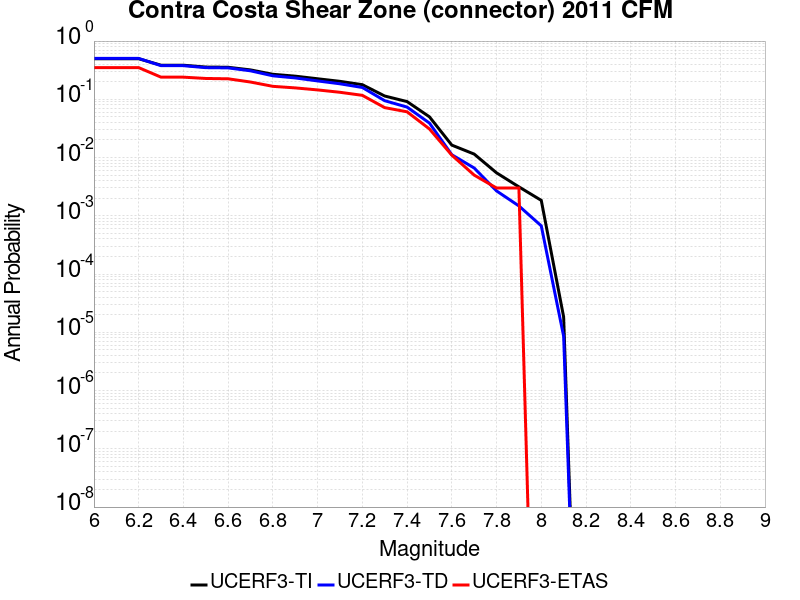 Contra Costa Shear Zone (connector) 2011 CFM
Annual Probability
10^0
10^-1
10^-2
10^-3
10^-4
10^-5
10^-6
10^-7
10^-8
6 6.2 6.4 6.6 6.8 7 7.2 7.4 7.6 7.8 8 8.2 8.4 8.6 8.8 9
Magnitude
UCERF3-TI UCERF3-TD UCERF3-ETAS